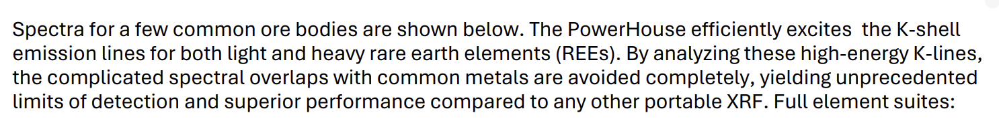 Spectra for a few common ore bodies are shown below. The PowerHouse efficiently excites  the K-shell
emission lines for both light and heavy rare earth elements (REEs). By analyzing these high-energy K-lines,
the complicated spectral overlaps with common metals are avoided completely, yielding unprecedented
limits of detection and superior performance compared to any other portable XRF. Full element suites: